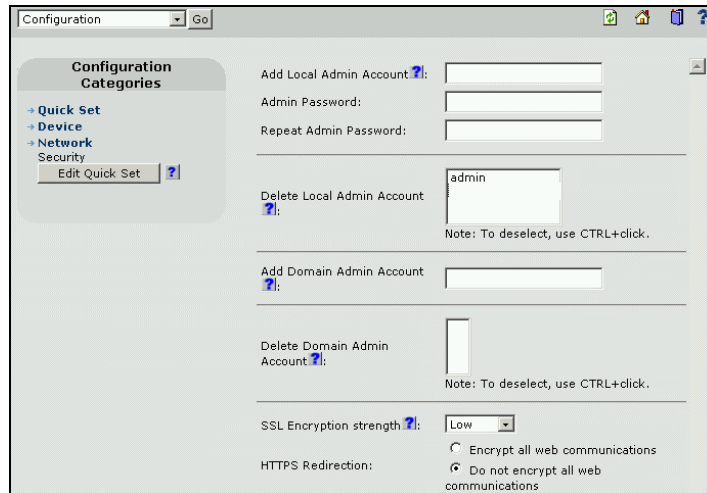 Configuration Go ?
Configuration
Categories
Quick Set
Device
Network
Security
Edit Quick Set ?
Add Local Admin Account ?:
Admin Password:
Repeat Admin Password:
Delete Local Admin Account
?:
admin
Note: To deselect, use CTRL+click.
Add Domain Admin Account
?:
Delete Domain Admin
Account ?:
Note: To deselect, use CTRL+click.
SSL Encryption strength ?:
Low
HTTPS Redirection:
Encrypt all web communications
Do not encrypt all web
communications